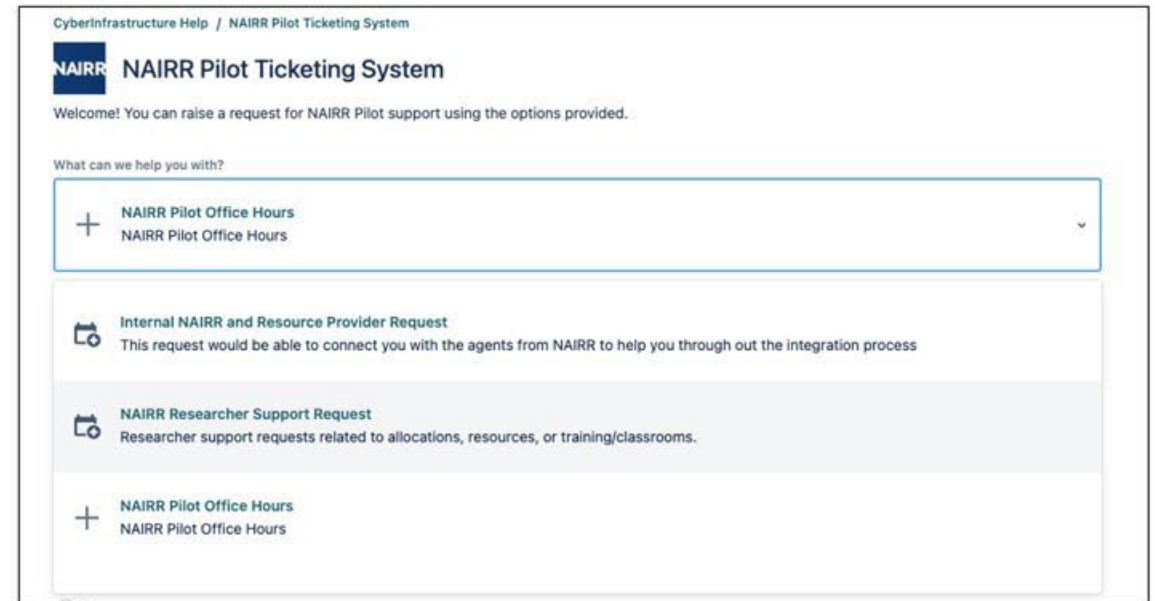 CyberInfrastructure Help / NAIRR Pilot Ticketing System
NAIRR NAIRR Pilot Ticketing System
Welcome! You can raise a request for NAIRR Pilot support using the options provided.
What can we help you with?
NAIRR Pilot Office Hours
NAIRR Pilot Office Hours
Internal NAIRR and Resource Provider Request
This request would be able to connect you with the agents from NAIRR to help you through out the integration process
NAIRR Researcher Support Request
Researcher support requests related to allocations, resources, or training/classrooms.
NAIRR Pilot Office Hours
NAIRR Pilot Office Hours